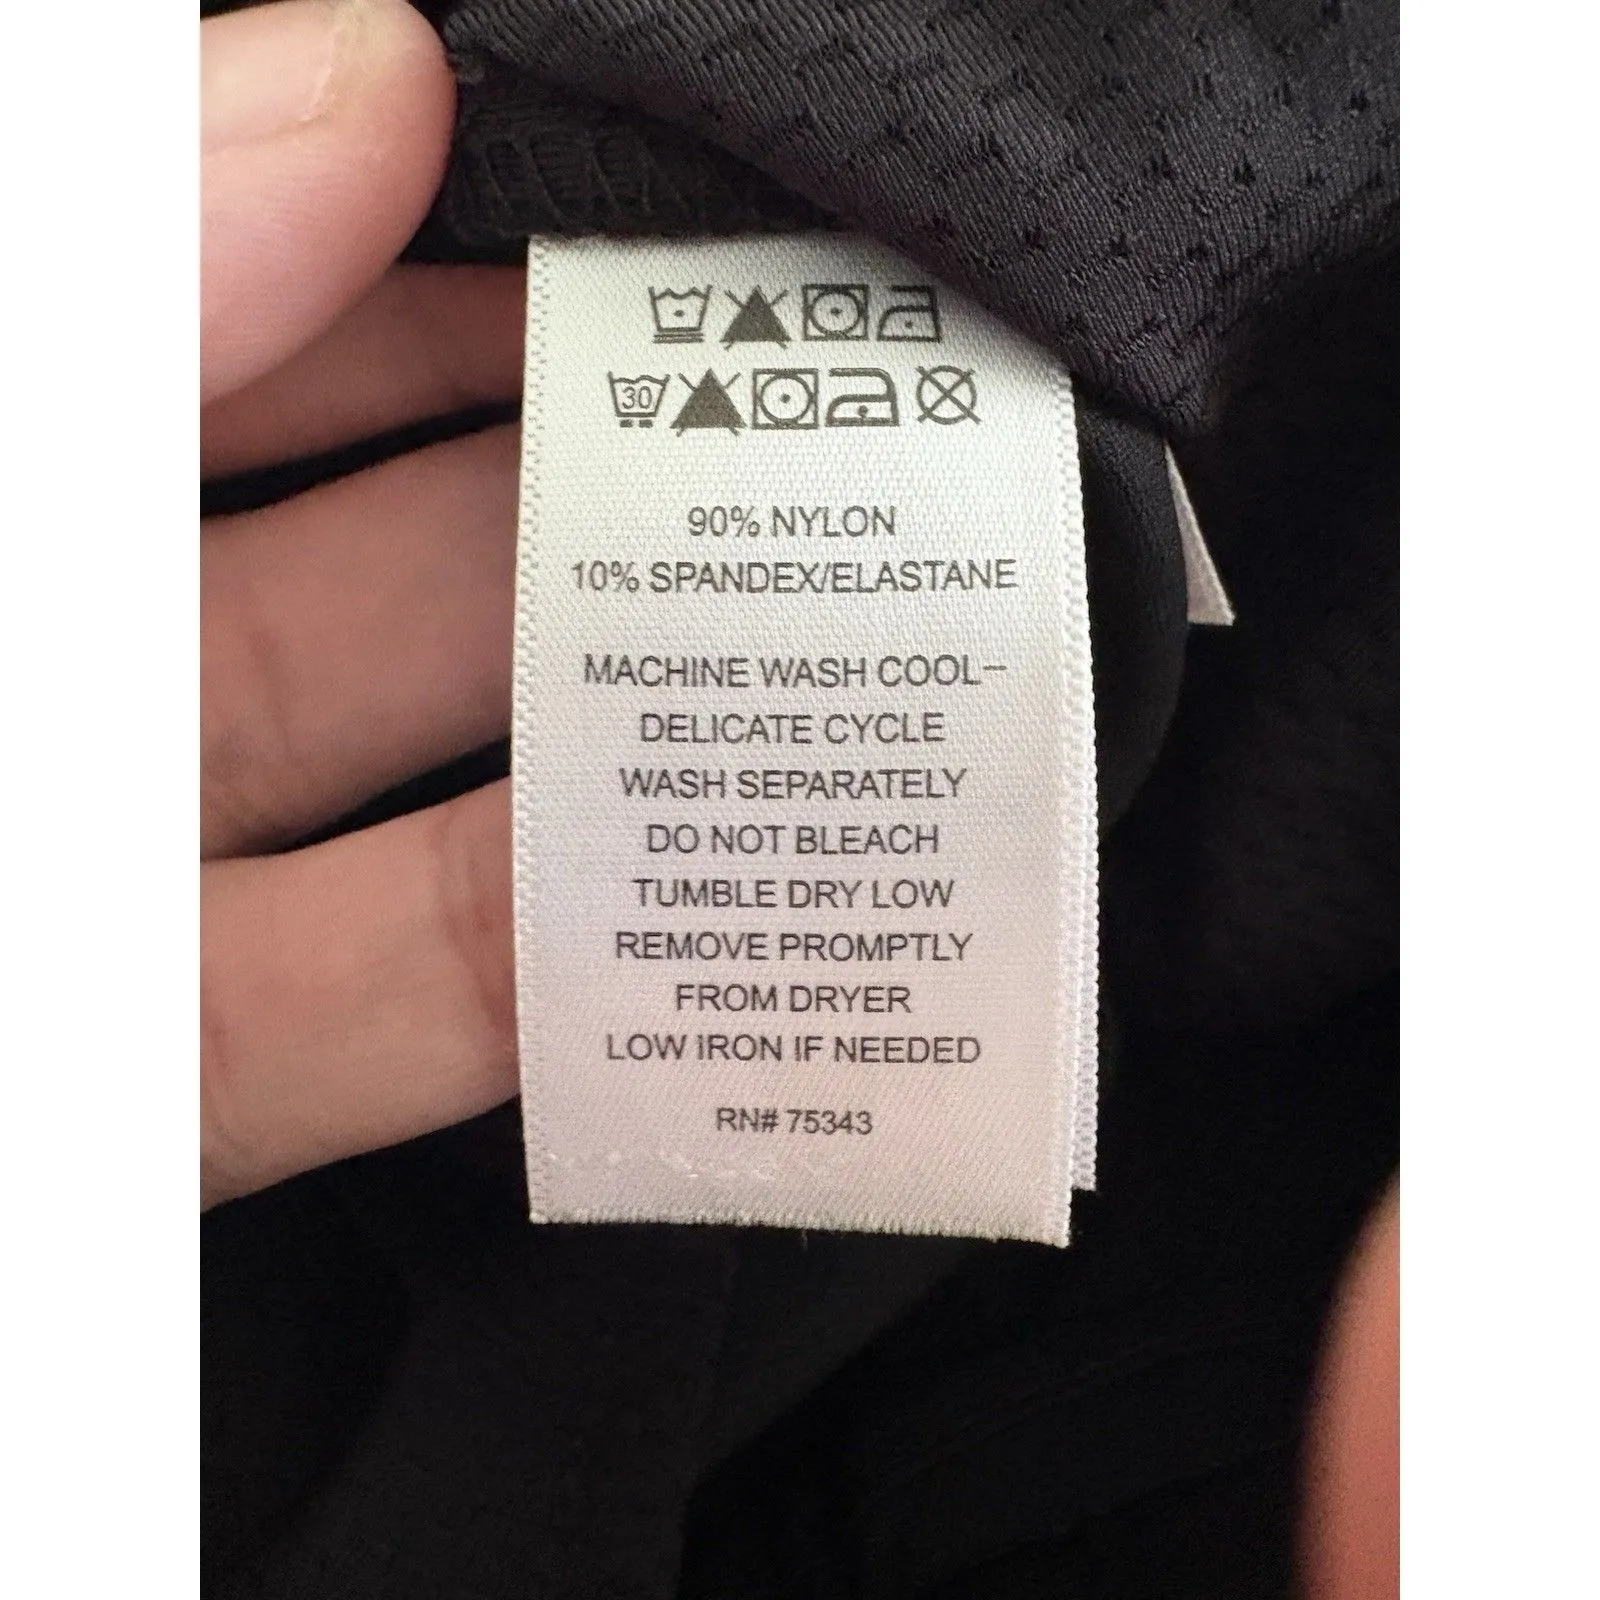 30
90% NYLON
10% SPANDEX/ELASTANE
MACHINE WASH COOL–
DELICATE CYCLE
WASH SEPARATELY
DO NOT BLEACH
TUMBLE DRY LOW
REMOVE PROMPTLY
FROM DRYER
LOW IRON IF NEEDED
RN# 75343